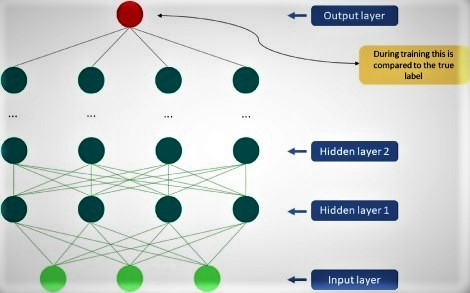 Output layer
During training this is
compared to the true
label
... ... ... ...
Hidden layer 2
Hidden layer 1
Input layer